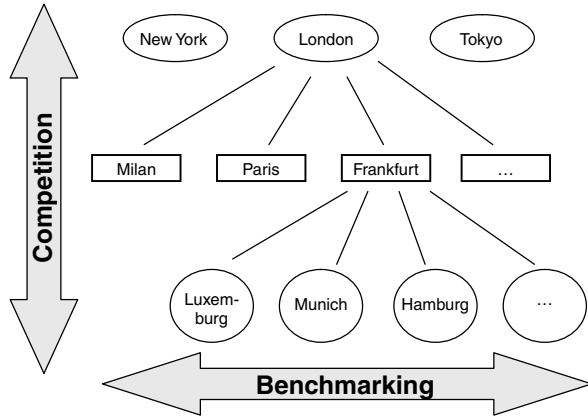 New York
London
Tokyo
Competition
Milan
Paris
Frankfurt
...
Luxem-
burg
Munich
Hamburg
...
Benchmarking